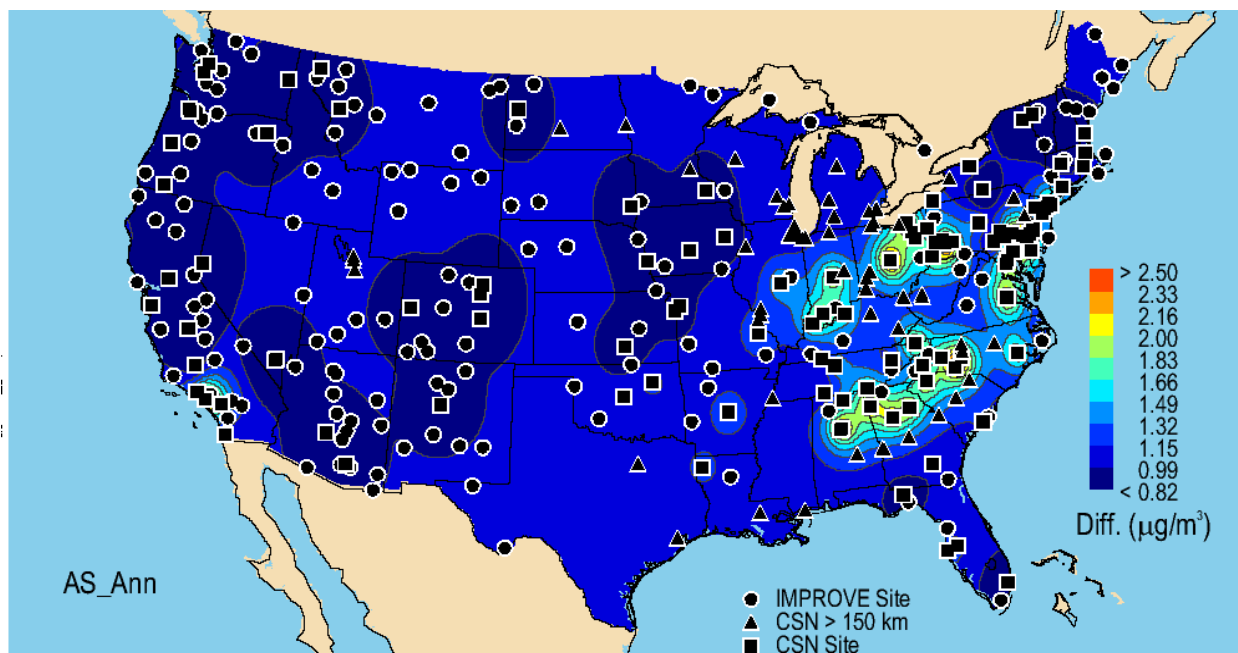 > 2.50
2.33
2.16
2.00
1.83
1.66
1.49
1.32
1.15
0.99
< 0.82
Diff. (μg/m³)
AS_Ann
IMPROVE Site
CSN > 150 km
CSN Site